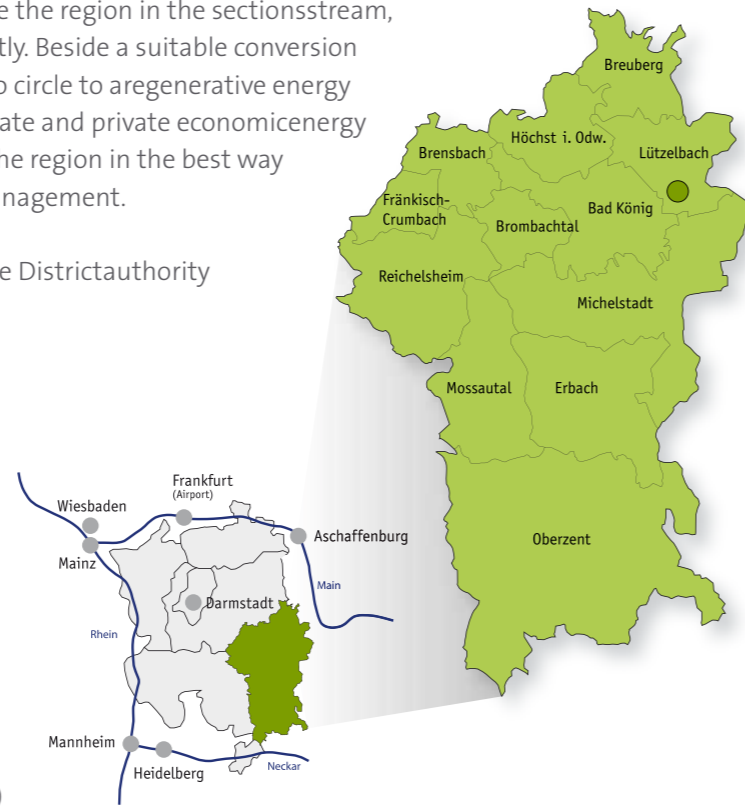 e the region in the sectionsstream,
tly. Beside a suitable conversion
o circle to aregenerative energy
ate and private economicenergy
he region in the best way
nagement.
e Districtauthority
Breuberg
Höchst i. Odw.
Lützelbach
Brensbach
Fränkisch-
Crumbach
Bad König
Brombachtal
Reichelsheim
Michelstadt
Mossautal
Erbach
Oberzent
Frankfurt
(Airport)
Wiesbaden
Mainz
Aschaffenburg
Main
Darmstadt
Rhein
Mannheim
Heidelberg
Neckar
)